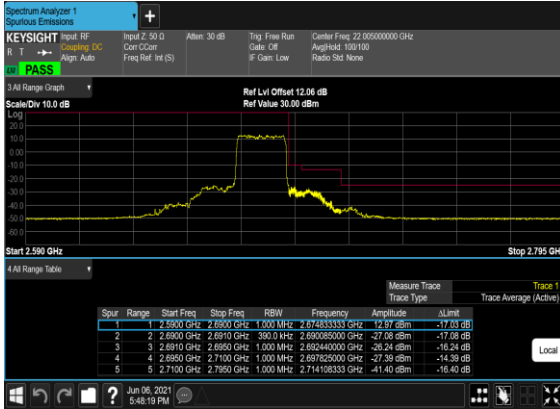 Spectrum Analyzer 1
Spurious Emissions
+
KEYSIGHT Input: RF Input Z: 50 Ω Atten: 30 dB Trig: Free Run Center Freq: 22.005000000 GHz
R T Coupling: DC Corr CCorr Gate: Off Avg|Hold: 100/100
Align: Auto Freq Ref: Int (S) IF Gain: Low Radio Std: None
PASS
3 All Range Graph Ref Lvl Offset 12.06 dB
Scale/Div 10.0 dB Ref Value 30.00 dBm
Log
20.0
10.0
0.00
-10.0
-20.0
-30.0
-40.0
-50.0
-60.0
Start 2.590 GHz Stop 2.795 GH
4 All Range Table
Measure Trace Trace 1
Trace Type Trace Average (Active)
Spur Range Start Freq Stop Freq RBW Frequency Amplitude ΔLimit
1 1 2.5900 GHz 2.6900 GHz 1.000 MHz 2.674833333 GHz 12.97 dBm -17.03 dB
2 2 2.6900 GHz 2.6910 GHz 390.0 kHz 2.690085000 GHz -27.08 dBm -17.08 dB
3 3 2.6910 GHz 2.6950 GHz 1.000 MHz 2.692440000 GHz -26.24 dBm -16.24 dB
4 4 2.6950 GHz 2.7100 GHz 1.000 MHz 2.697825000 GHz -27.39 dBm -14.39 dB
5 5 2.7100 GHz 2.7950 GHz 1.000 MHz 2.714108333 GHz -41.40 dBm -16.40 dB
Local
? Jun 06, 2021
5:48:19 PM